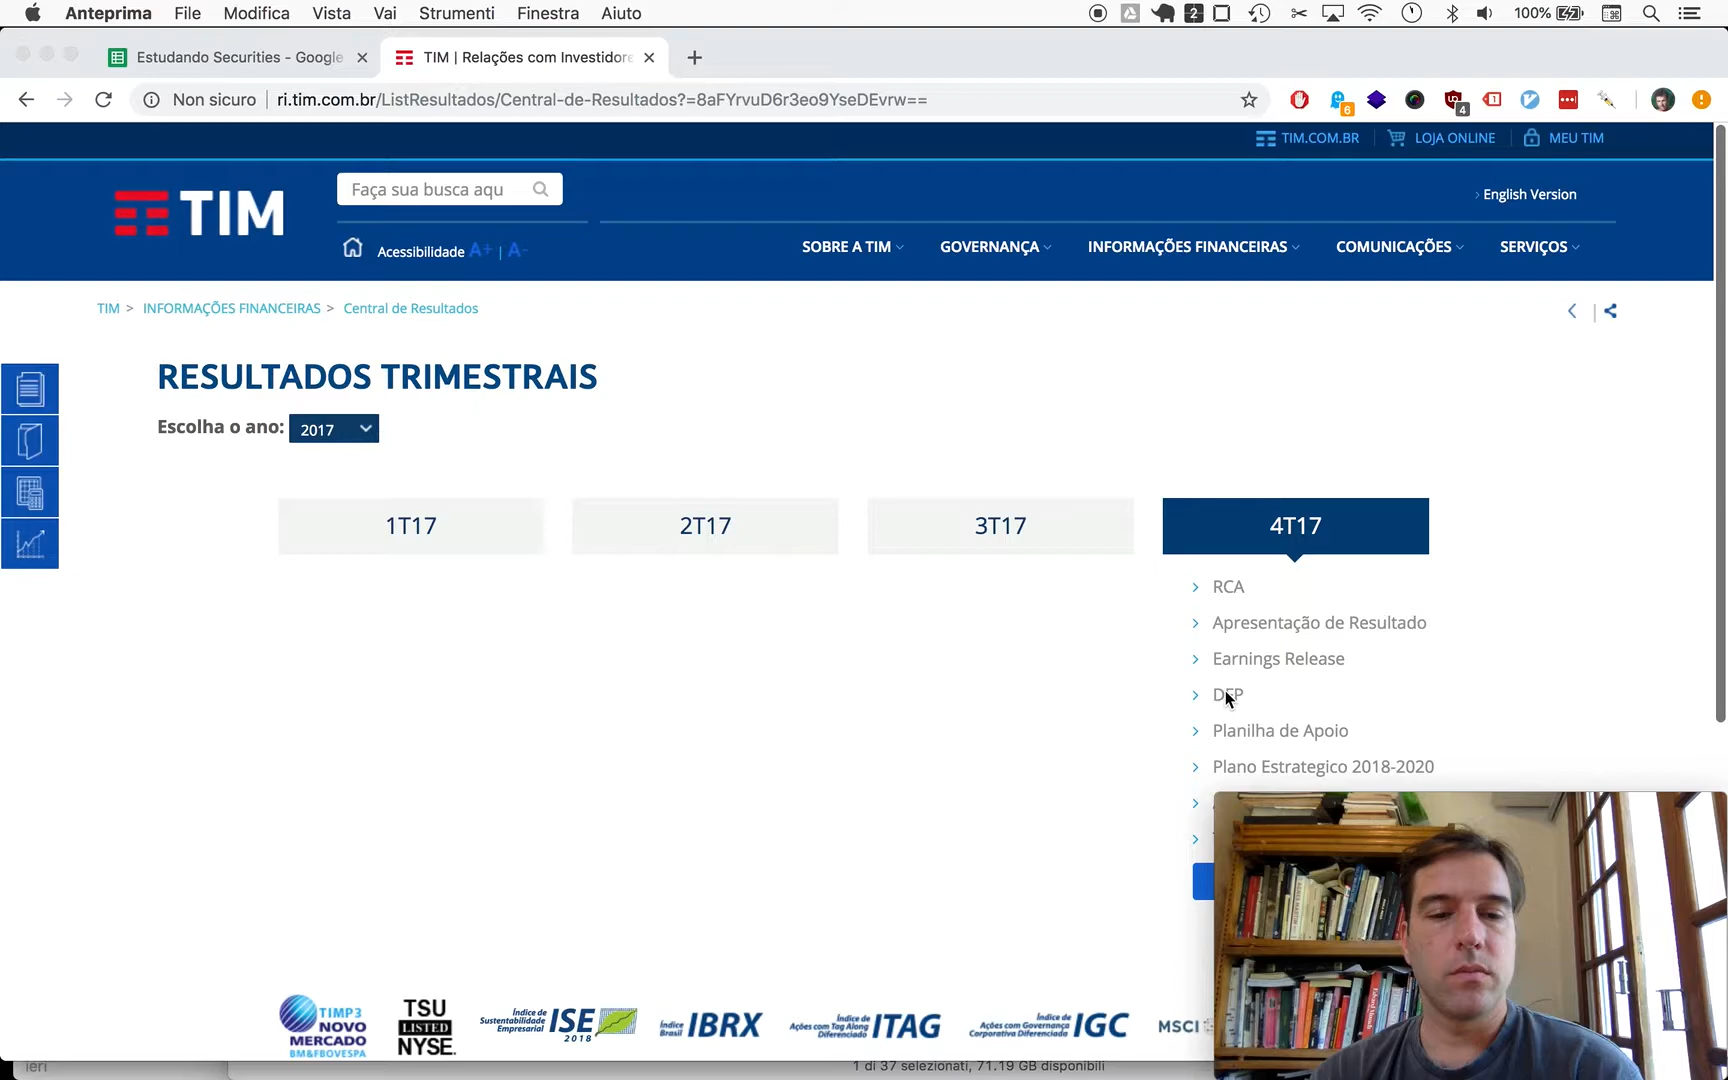 Anteprima File Modifica Vista Vai Strumenti Finestra Aiuto 2 100%
Estudando Securities - Google TIM | Relações com Investidore
Non sicuro ri.tim.com.br/ListResultados/Central-de-Resultados?=8aFYrvuD6r3eo9YseDEvrw== 6 4 1
TIM.COM.BR LOJA ONLINE MEU TIM
TIM Faça sua busca aqu English Version
Acessibilidade A+ | A- SOBRE A TIM GOVERNANÇA INFORMAÇÕES FINANCEIRAS COMUNICAÇÕES SERVIÇOS
TIM > INFORMAÇÕES FINANCEIRAS > Central de Resultados
RESULTADOS TRIMESTRAIS
Escolha o ano: 2017
1T17 2T17 3T17 4T17
RCA
Apresentação de Resultado
Earnings Release
DFP
Planilha de Apoio
Plano Estrategico 2018-2020
TIMP3
NOVO
MERCADO
BM&FBOVESPA
TSU
LISTED
NYSE.
Índice de
Sustentabilidade
Empresarial
ISE
2018
Índice
Brasil
IBRX
Índice de
Ações com Tag Along
Diferenciado
ITAG
Índice de
Ações com Governança
Corporativa Diferenciada
IGC
MSCI
ieri 1 di 37 selezionati, 71.19 GB disponibili